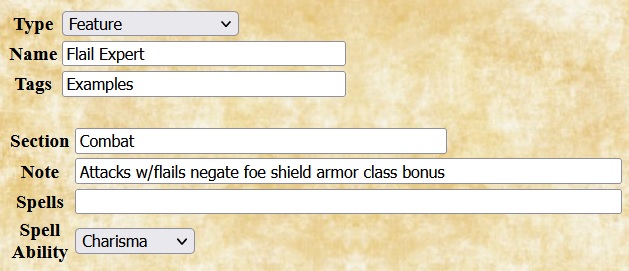 Type Feature
Name Flail Expert
Tags Examples
Section Combat
Note Attacks w/flails negate foe shield armor class bonus
Spells
Spell
Ability Charisma